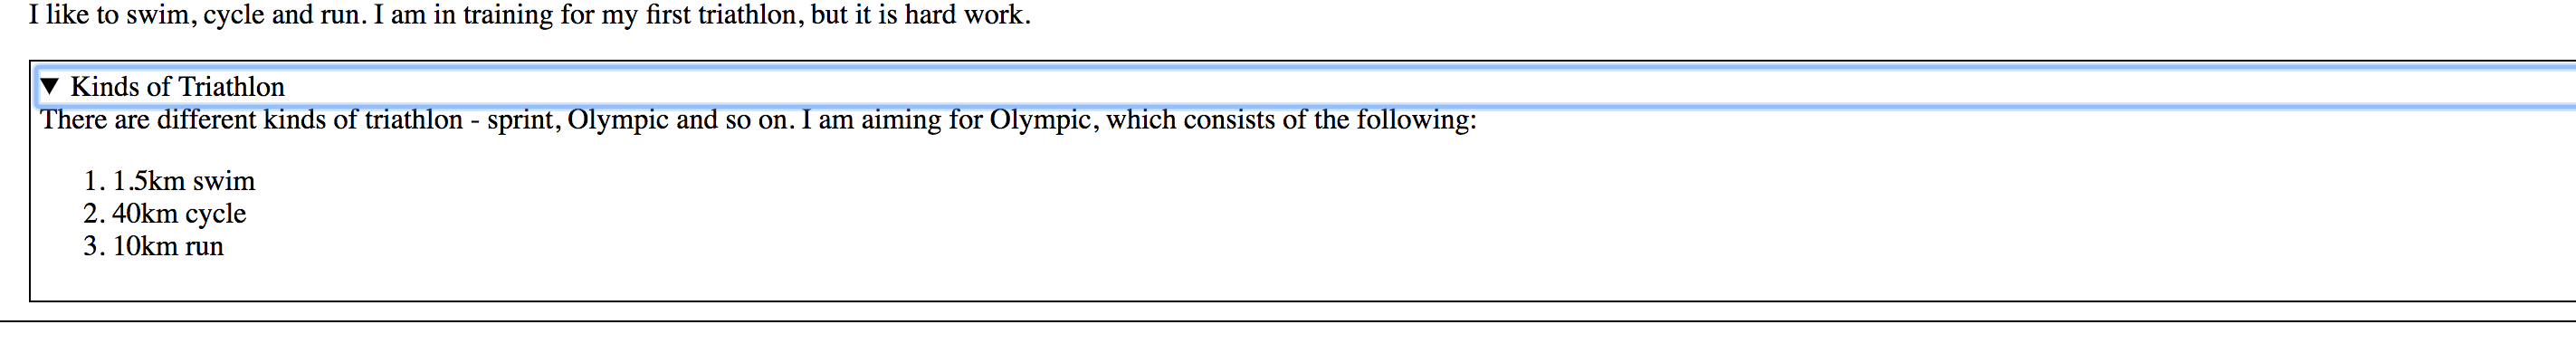 I like to swim, cycle and run. I am in training for my first triathlon, but it is hard work.
Kinds of Triathlon
There are different kinds of triathlon - sprint, Olympic and so on. I am aiming for Olympic, which consists of the following:
1. 1.5km swim
2. 40km cycle
3. 10km run